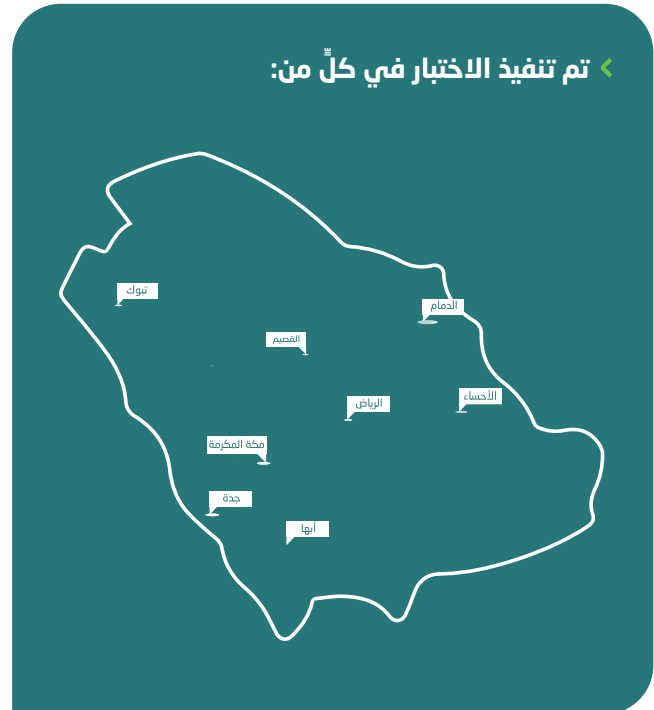 تم تنفيذ الاختبار في كلٍّ من:
تبوك
الدمام
القصيم
الأحساء
الرياض
مكة المكرمة
جدة
أبها